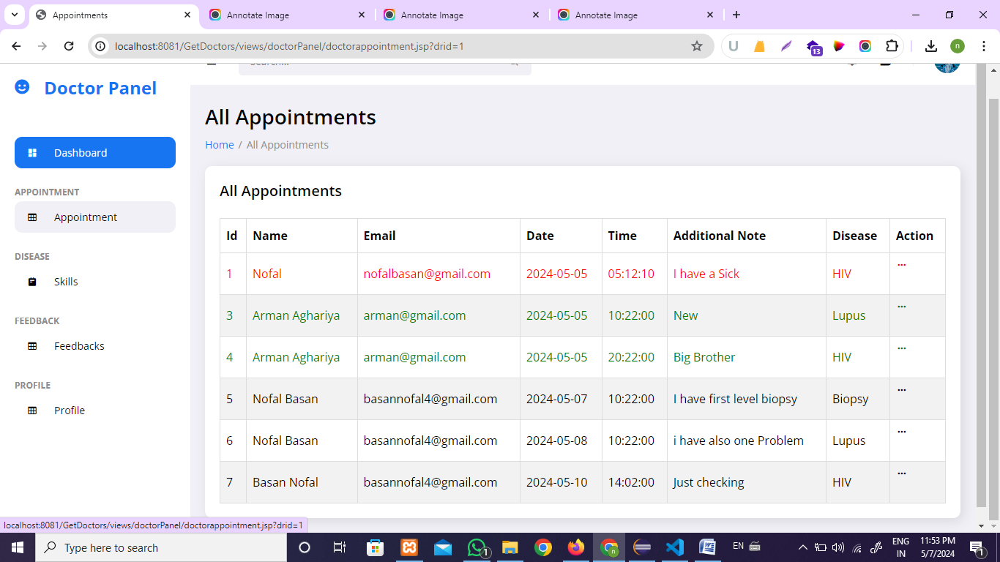 Appointments
Annotate Image
Annotate Image
Annotate Image
localhost:8081/GetDoctors/views/doctorPanel/doctorappointment.jsp?drid=1
U
13
n
Doctor Panel
Search...
Dashboard
APPOINTMENT
Appointment
DISEASE
Skills
FEEDBACK
Feedbacks
PROFILE
Profile
All Appointments
Home / All Appointments
All Appointments
Id Name Email Date Time Additional Note Disease Action
1 Nofal nofalbasan@gmail.com 2024-05-05 05:12:10 I have a Sick HIV ...
3 Arman Aghariya arman@gmail.com 2024-05-05 10:22:00 New Lupus ...
4 Arman Aghariya arman@gmail.com 2024-05-05 20:22:00 Big Brother HIV ...
5 Nofal Basan basannofal4@gmail.com 2024-05-07 10:22:00 I have first level biopsy Biopsy ...
6 Nofal Basan basannofal4@gmail.com 2024-05-08 10:22:00 i have also one Problem Lupus ...
7 Basan Nofal basannofal4@gmail.com 2024-05-10 14:02:00 Just checking HIV ...
localhost:8081/GetDoctors/views/doctorPanel/doctorappointment.jsp?drid=1
Type here to search
1
n
W
EN
ENG
IN
11:53 PM
5/7/2024
1